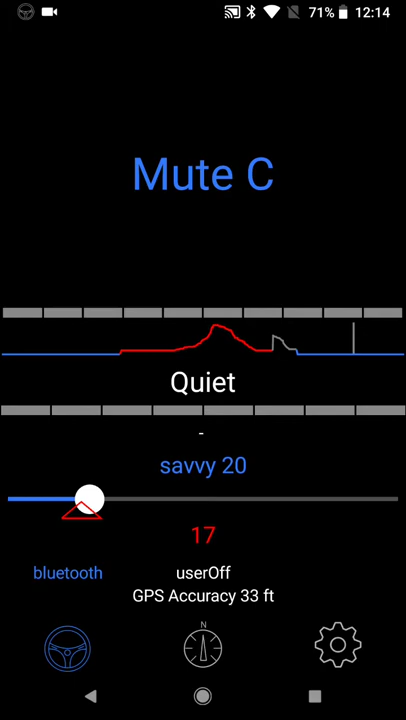 71% 12:14
Mute C
Quiet
-
savvy 20
17
bluetooth userOff
GPS Accuracy 33 ft
N